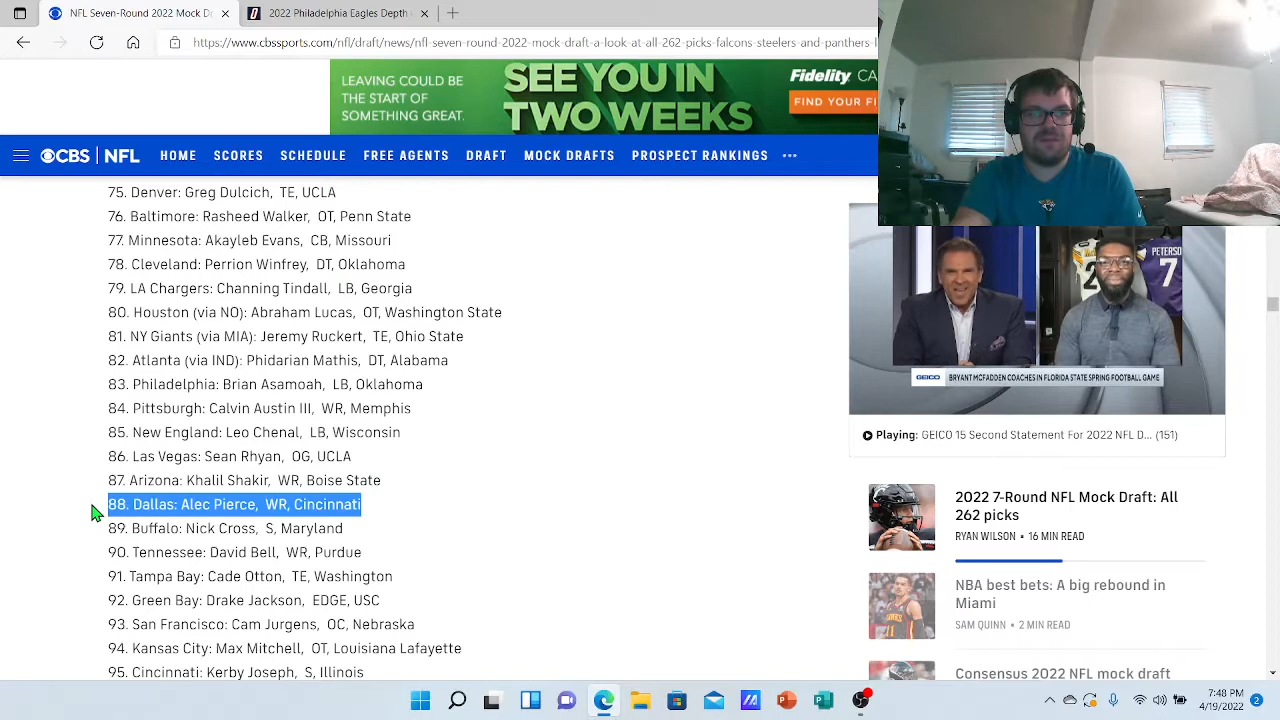 NFL Seven-round 2022 Mock Draft
Depth Chart | Philadelphia Eagles
https://www.cbssports.com/nfl/draft/news/nfl-seven-round-2022-mock-draft-a-look-at-all-262-picks-falcons-steelers-and-panthers
LEAVING COULD BE
THE START OF
SOMETHING GREAT.
SEE YOU IN
TWO WEEKS
Fidelity CA
FIND YOUR FI
CBS NFL HOME SCORES SCHEDULE FREE AGENTS DRAFT MOCK DRAFTS PROSPECT RANKINGS
75. Denver: Greg Dulcich, TE, UCLA
76. Baltimore: Rasheed Walker, OT, Penn State
77. Minnesota: Akayleb Evans, CB, Missouri
78. Cleveland: Perrion Winfrey, DT, Oklahoma
79. LA Chargers: Channing Tindall, LB, Georgia
80. Houston (via NO): Abraham Lucas, OT, Washington State
81. NY Giants (via MIA): Jeremy Ruckert, TE, Ohio State
82. Atlanta (via IND): Phidarian Mathis, DT, Alabama
83. Philadelphia: Brian Asamoah, LB, Oklahoma
84. Pittsburgh: Calvin Austin III, WR, Memphis
85. New England: Leo Chenal, LB, Wisconsin
86. Las Vegas: Sean Rhyan, OG, UCLA
87. Arizona: Khalil Shakir, WR, Boise State
88. Dallas: Alec Pierce, WR, Cincinnati
89. Buffalo: Nick Cross, S, Maryland
90. Tennessee: David Bell, WR, Purdue
91. Tampa Bay: Cade Otton, TE, Washington
92. Green Bay: Drake Jackson, EDGE, USC
93. San Francisco: Cam Jurgens, OC, Nebraska
94. Kansas City: Max Mitchell, OT, Louisiana Lafayette
95. Cincinnati: Kerby Joseph, S, Illinois
PETERSO
2
7
GEICO BRYANT MCFADDEN COACHES IN FLORIDA STATE SPRING FOOTBALL GAME
Playing: GEICO 15 Second Statement For 2022 NFL D... (151)
2022 7-Round NFL Mock Draft: All
262 picks
RYAN WILSON • 16 MIN READ
NBA best bets: A big rebound in
Miami
SAM QUINN • 2 MIN READ
Consensus 2022 NFL mock draft
7:48 PM
4/19/2022
2